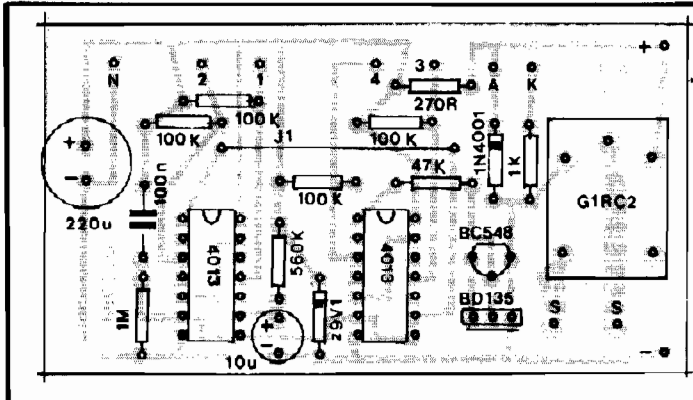 +
N 2 1 4 3 A K
100K
270R
100K J1 100K
1N4001
1K
+
-
100n
220u
100K
47K
G1RC2
4013
560K
4013
BC548
BD135
1M
z9V1
+
-
10u
S S
-